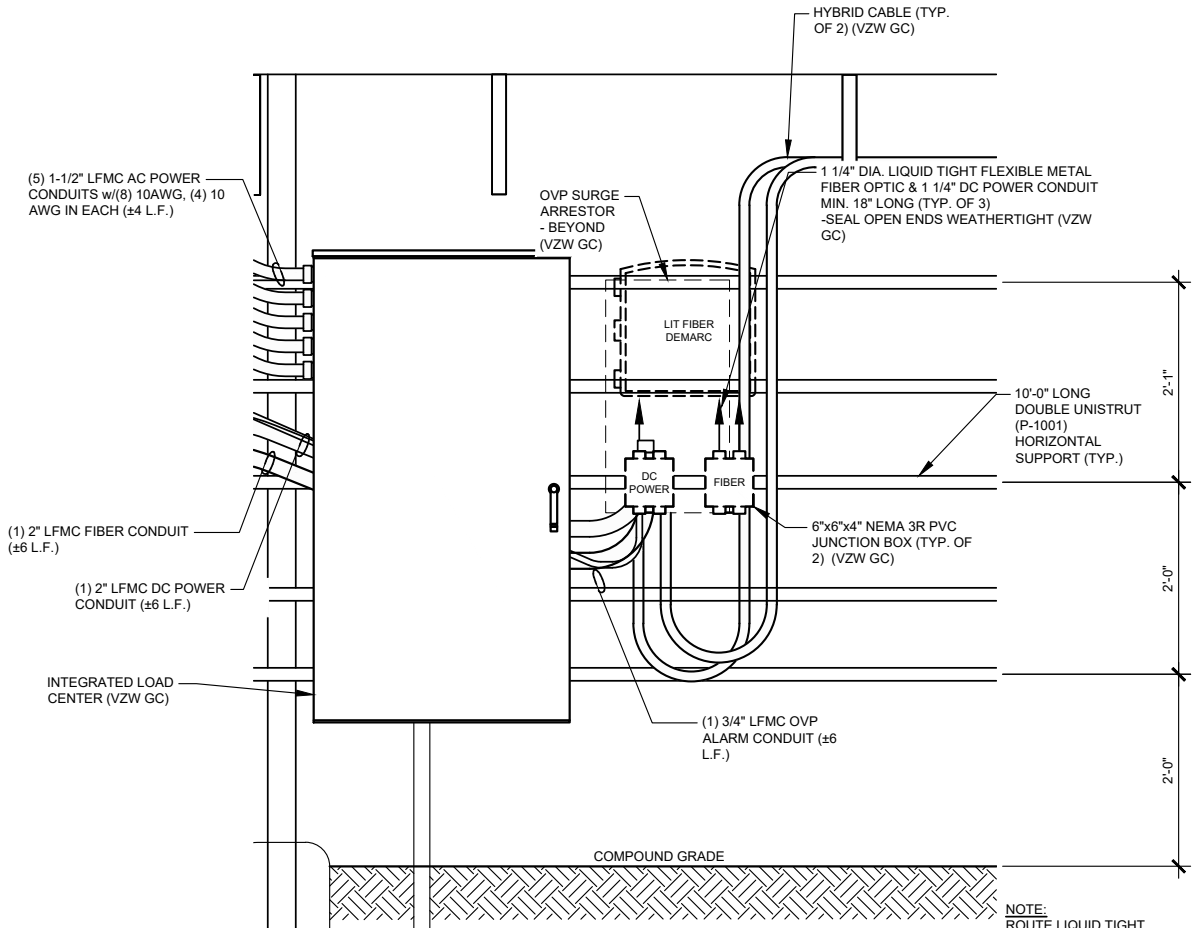 HYBRID CABLE (TYP.
OF 2) (VZW GC)
(5) 1-1/2" LFMC AC POWER
CONDUITS w/(8) 10AWG, (4) 10
AWG IN EACH (±4 L.F.)
OVP SURGE
ARRESTOR
- BEYOND
(VZW GC)
1 1/4" DIA. LIQUID TIGHT FLEXIBLE METAL
FIBER OPTIC & 1 1/4" DC POWER CONDUIT
MIN. 18" LONG (TYP. OF 3)
-SEAL OPEN ENDS WEATHERTIGHT (VZW
GC)
LIT FIBER
DEMARC
2'-1"
10'-0" LONG
DOUBLE UNISTRUT
(P-1001)
HORIZONTAL
SUPPORT (TYP.)
DC
POWER
FIBER
(1) 2" LFMC FIBER CONDUIT
(±6 L.F.)
6"x6"x4" NEMA 3R PVC
JUNCTION BOX (TYP. OF
2) (VZW GC)
2'-0"
(1) 2" LFMC DC POWER
CONDUIT (±6 L.F.)
INTEGRATED LOAD
CENTER (VZW GC)
(1) 3/4" LFMC OVP
ALARM CONDUIT (±6
L.F.)
2'-0"
COMPOUND GRADE
NOTE:
ROUTE LIQUID TIGHT